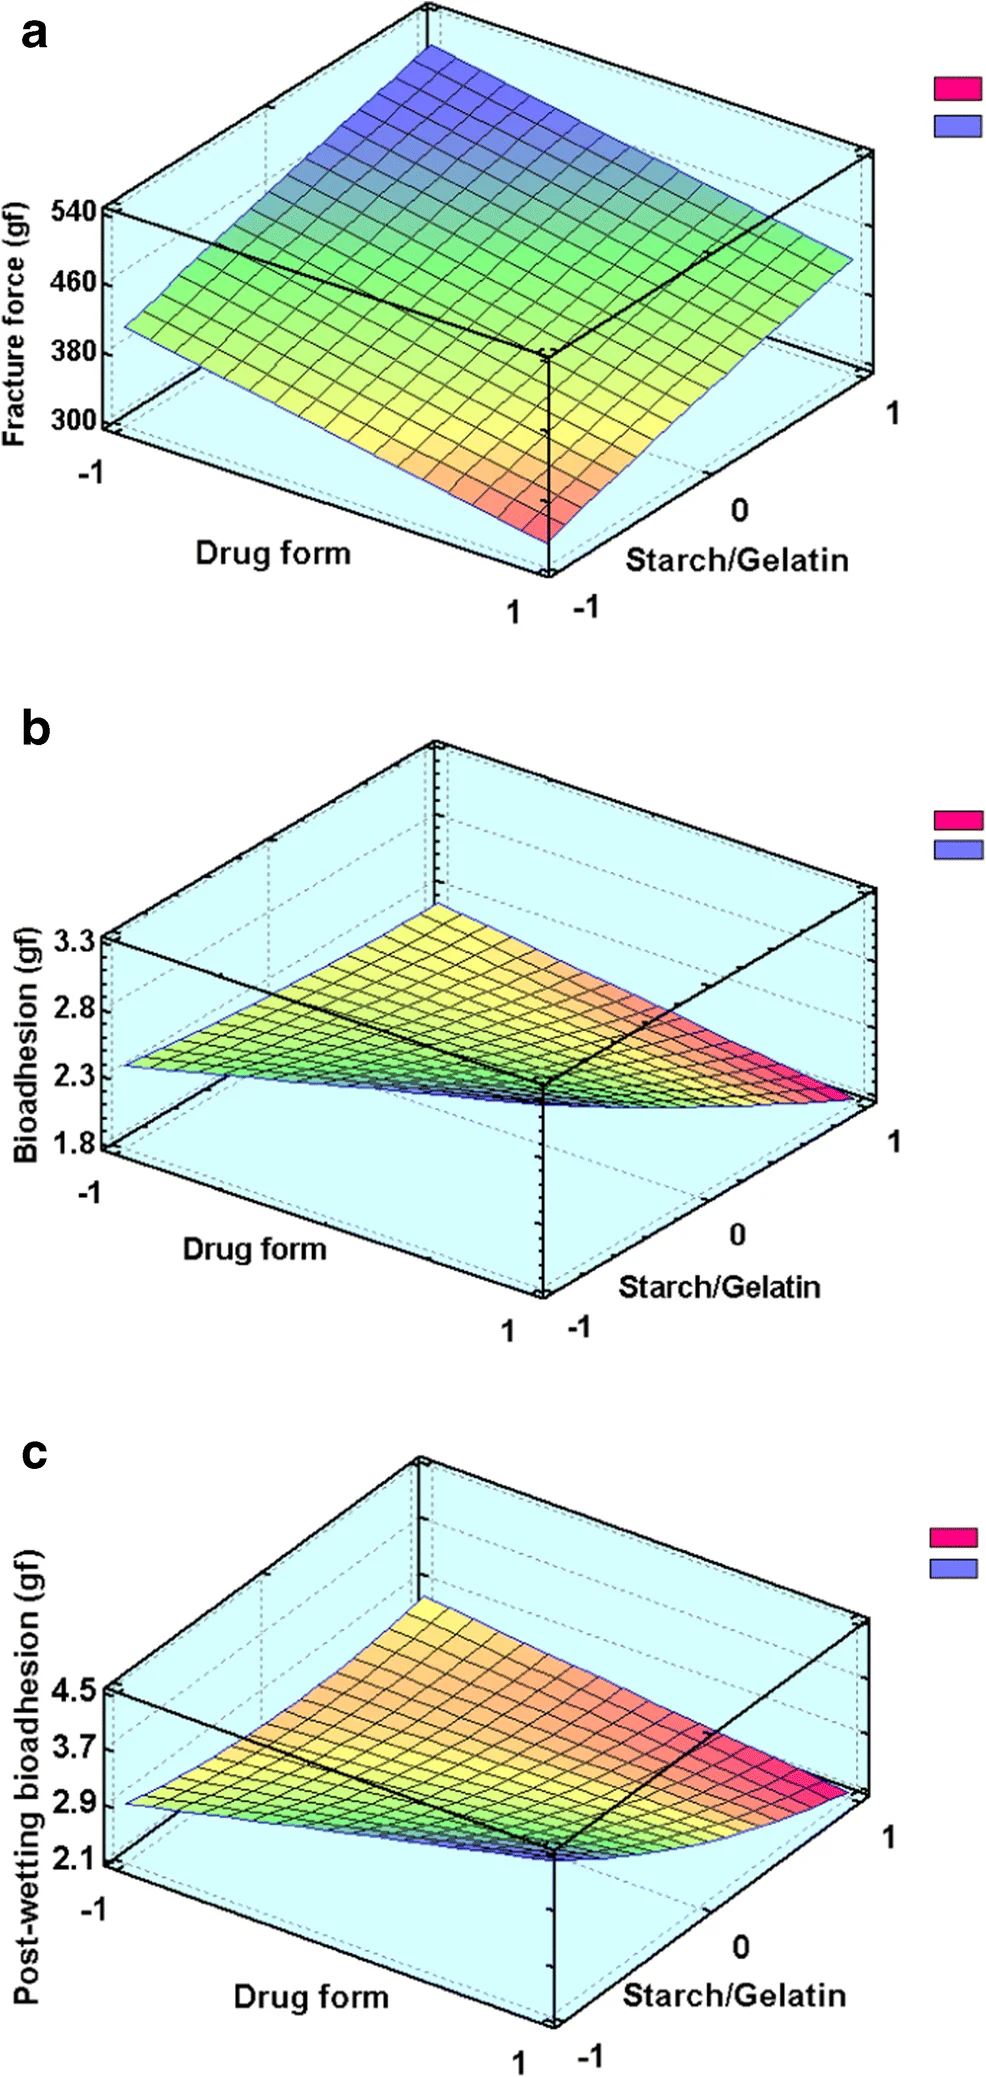 a
Fracture force (gf)
540
460
380
300
-1
Drug form
1
-1
Starch/Gelatin
0
1
b
Bioadhesion (gf)
3.3
2.8
2.3
1.8
-1
Drug form
1
-1
Starch/Gelatin
0
1
c
Post-wetting bioadhesion (gf)
4.5
3.7
2.9
2.1
-1
Drug form
1
-1
Starch/Gelatin
0
1